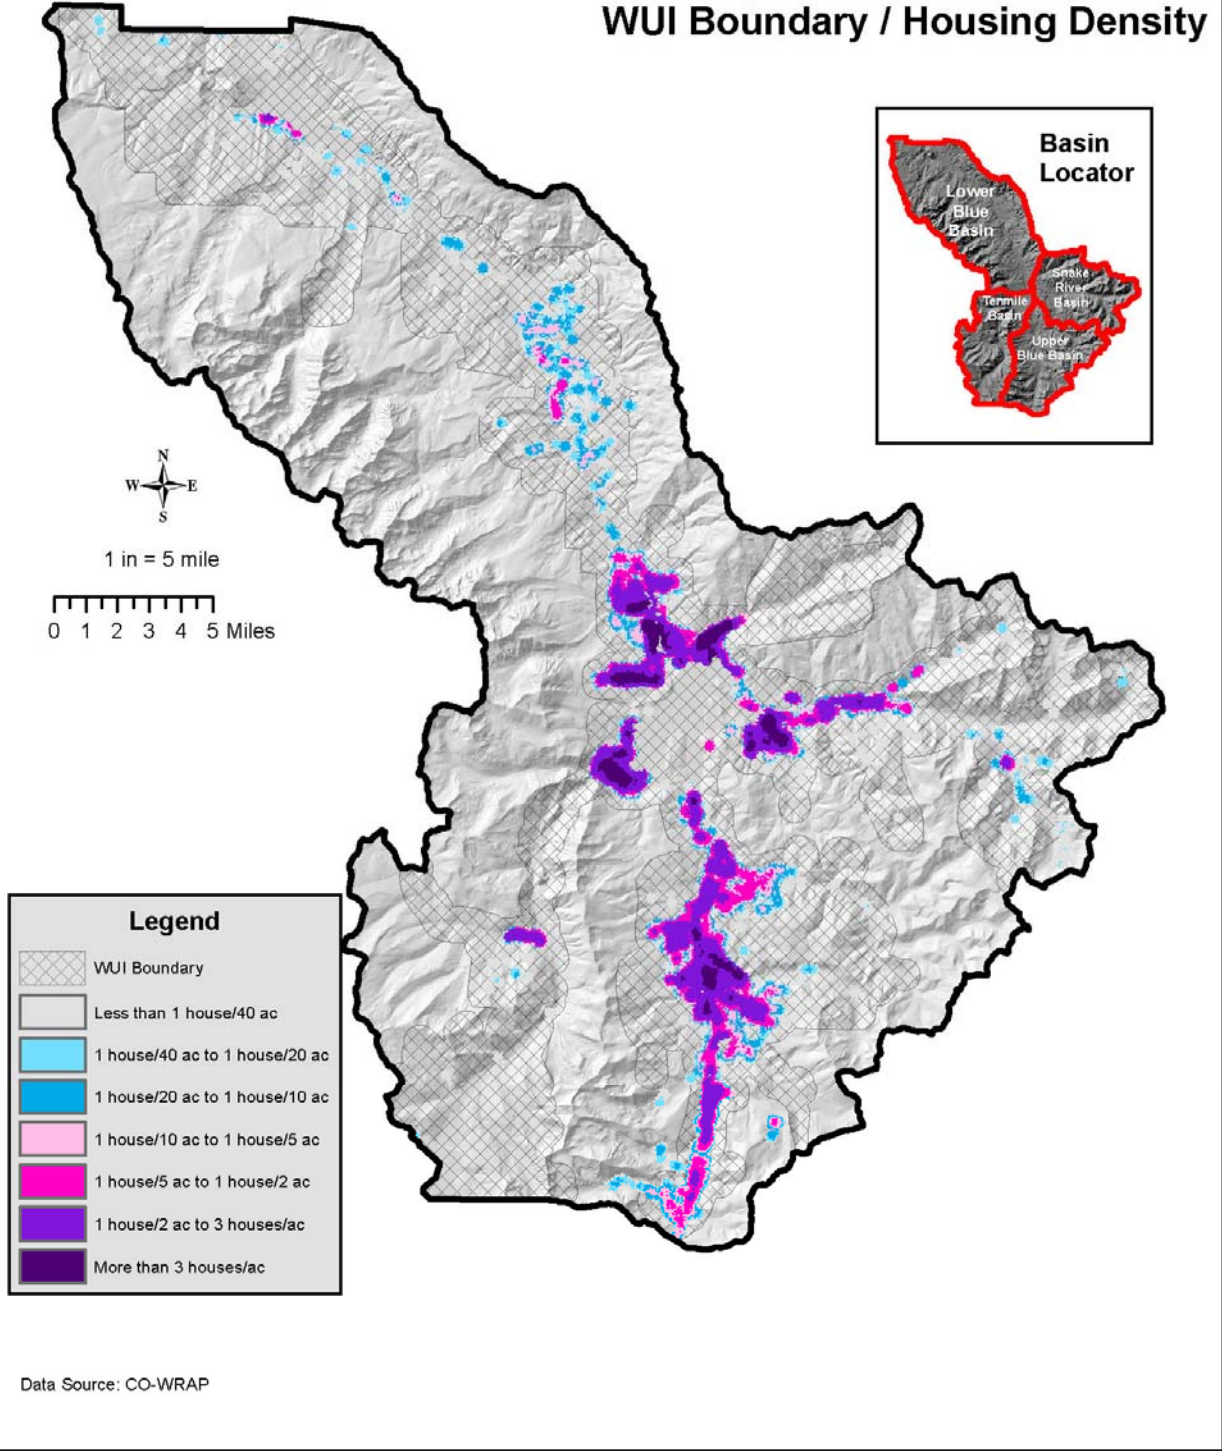 WUI Boundary / Housing Density
Basin
Locator
Lower
Blue
Basin
Snake
River
Basin
Tenmile
Basin
Upper
Blue Basin
N
W E
S
1 in = 5 mile
0 1 2 3 4 5 Miles
Legend
WUI Boundary
Less than 1 house/40 ac
1 house/40 ac to 1 house/20 ac
1 house/20 ac to 1 house/10 ac
1 house/10 ac to 1 house/5 ac
1 house/5 ac to 1 house/2 ac
1 house/2 ac to 3 houses/ac
More than 3 houses/ac
Data Source: CO-WRAP